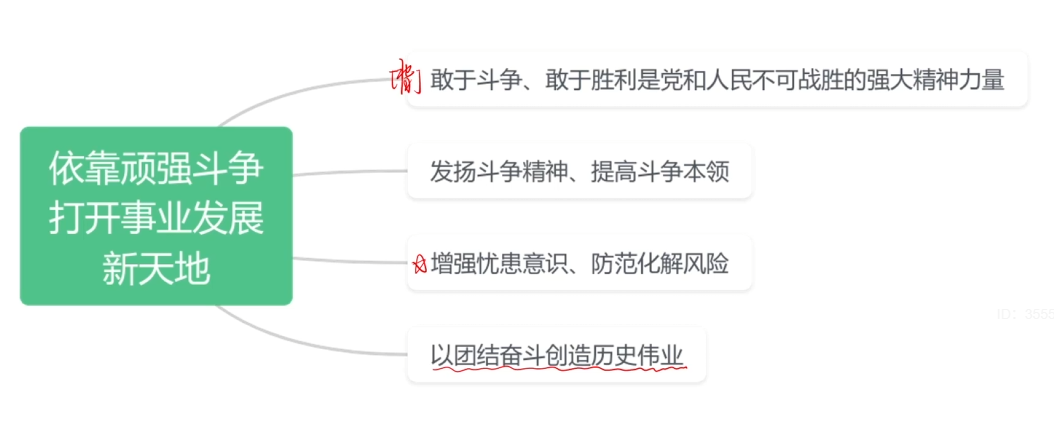 依靠顽强斗争
打开事业发展
新天地
[背] 敢于斗争、敢于胜利是党和人民不可战胜的强大精神力量
发扬斗争精神、提高斗争本领
☆增强忧患意识、防范化解风险
以团结奋斗创造历史伟业
ID: 3555